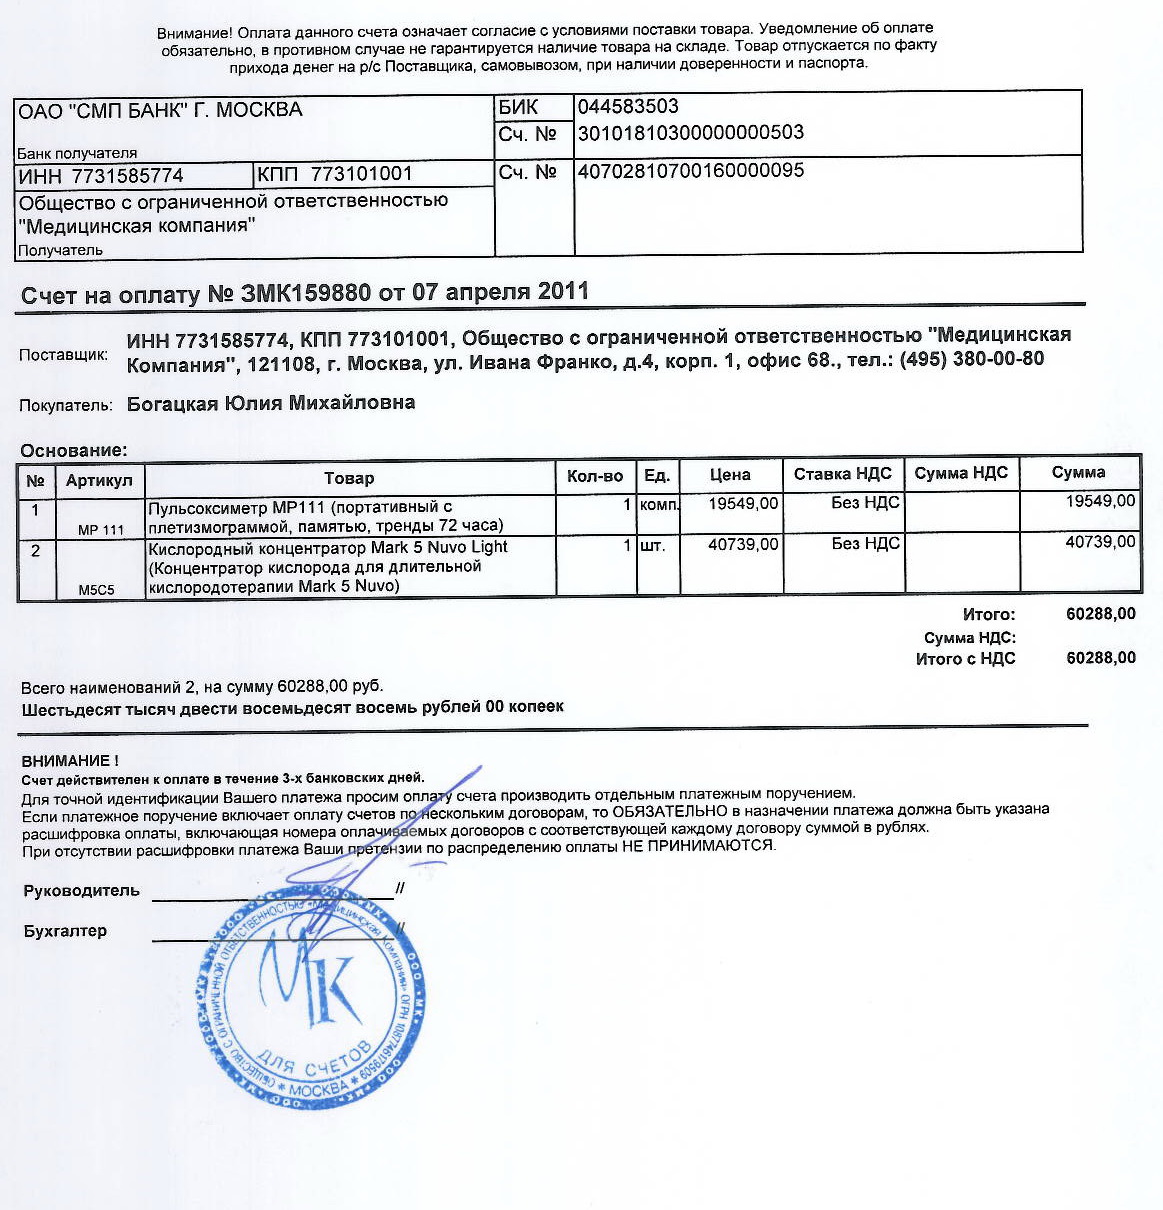 Внимание! Оплата данного счета означает согласие с условиями поставки товара. Уведомление об оплате
обязательно, в противном случае не гарантируется наличие товара на складе. Товар отпускается по факту
прихода денег на р/с Поставщика, самовывозом, при наличии доверенности и паспорта.
ОАО "СМП БАНК" Г. МОСКВА БИК 044583503
Сч. № 30101810300000000503
Банк получателя
ИНН 7731585774 КПП 773101001 Сч. № 40702810700160000095
Общество с ограниченной ответственностью
"Медицинская компания"
Получатель
Счет на оплату № ЗМК159880 от 07 апреля 2011
Поставщик: ИНН 7731585774, КПП 773101001, Общество с ограниченной ответственностью "Медицинская
Компания", 121108, г. Москва, ул. Ивана Франко, д.4, корп. 1, офис 68., тел.: (495) 380-00-80
Покупатель: Богацкая Юлия Михайловна
Основание:
№ Артикул Товар Кол-во Ед. Цена Ставка НДС Сумма НДС Сумма
1 МР 111 Пульсоксиметр МР111 (портативный с 1 комп. 19549,00 Без НДС 19549,00
плетизмограммой, памятью, тренды 72 часа)
2 Кислородный концентратор Mark 5 Nuvo Light 1 шт. 40739,00 Без НДС 40739,00
(Концентратор кислорода для длительной
M5C5 кислородотерапии Mark 5 Nuvo)
Итого: 60288,00
Сумма НДС:
Итого с НДС 60288,00
Всего наименований 2, на сумму 60288,00 руб.
Шестьдесят тысяч двести восемьдесят восемь рублей 00 копеек
ВНИМАНИЕ !
Счет действителен к оплате в течение 3-х банковских дней.
Для точной идентификации Вашего платежа просим оплату счета производить отдельным платежным поручением.
Если платежное поручение включает оплату счетов по нескольким договорам, то ОБЯЗАТЕЛЬНО в назначении платежа должна быть указана
расшифровка оплаты, включающая номера оплачиваемых договоров с соответствующей каждому договору суммой в рублях.
При отсутствии расшифровки платежа Ваши претензии по распределению оплаты НЕ ПРИНИМАЮТСЯ.
Руководитель //
Бухгалтер //
ОБЩЕСТВО С ОГРАНИЧЕННОЙ ОТВЕТСТВЕННОСТЬЮ «Медицинская Компания» ОГРН
МК
ДЛЯ СЧЕТОВ
* МОСКВА *